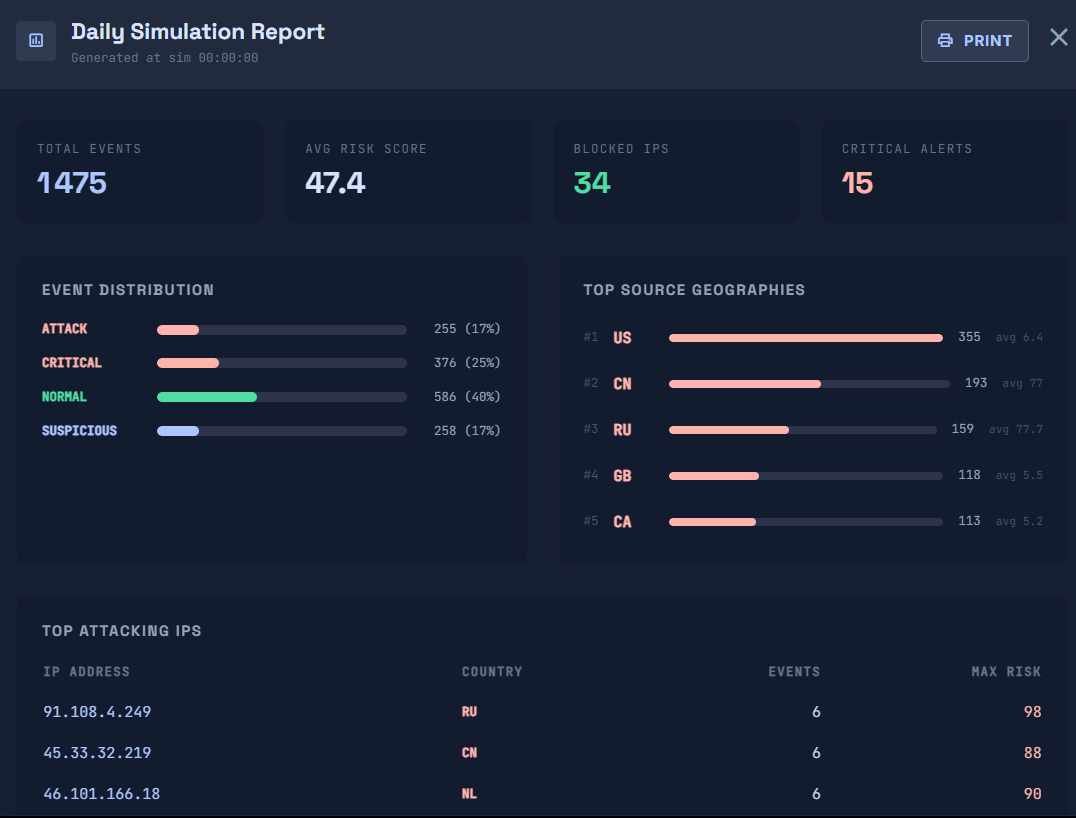 Daily Simulation Report
Generated at sim 00:00:00
PRINT
TOTAL EVENTS
1475
AVG RISK SCORE
47.4
BLOCKED IPS
34
CRITICAL ALERTS
15
EVENT DISTRIBUTION
ATTACK 255 (17%)
CRITICAL 376 (25%)
NORMAL 586 (40%)
SUSPICIOUS 258 (17%)
TOP SOURCE GEOGRAPHIES
#1 US 355 avg 6.4
#2 CN 193 avg 77
#3 RU 159 avg 77.7
#4 GB 118 avg 5.5
#5 CA 113 avg 5.2
TOP ATTACKING IPS
IP ADDRESS COUNTRY EVENTS MAX RISK
91.108.4.249 RU 6 98
45.33.32.219 CN 6 88
46.101.166.18 NL 6 90